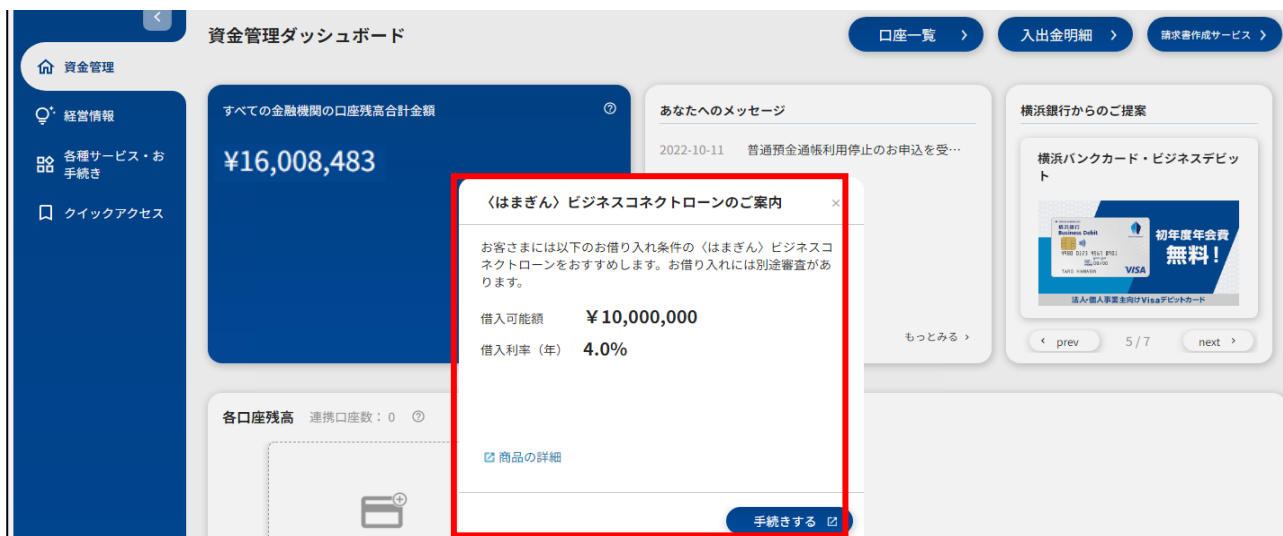 資金管理ダッシュボード
口座一覧
入出金明細
請求書作成サービス
資金管理
経営情報
各種サービス・お
手続き
クイックアクセス
すべての金融機関の口座残高合計金額
¥16,008,483
あなたへのメッセージ
2022-10-11 普通預金通帳利用停止のお申込を受…
もっとみる
横浜銀行からのご提案
横浜バンクカード・ビジネスデビッ
ト
Business Debit
初年度年会費
無料!
VISA
法人・個人事業主向けVisaデビットカード
prev
5 / 7
next
〈はまぎん〉ビジネスコネクトローンのご案内
お客さまには以下のお借り入れ条件の〈はまぎん〉ビジネスコ
ネクトローンをおすすめします。お借り入れには別途審査があ
ります。
借入可能額 ¥10,000,000
借入利率（年） 4.0%
商品の詳細
手続きする
各口座残高 連携口座数：0